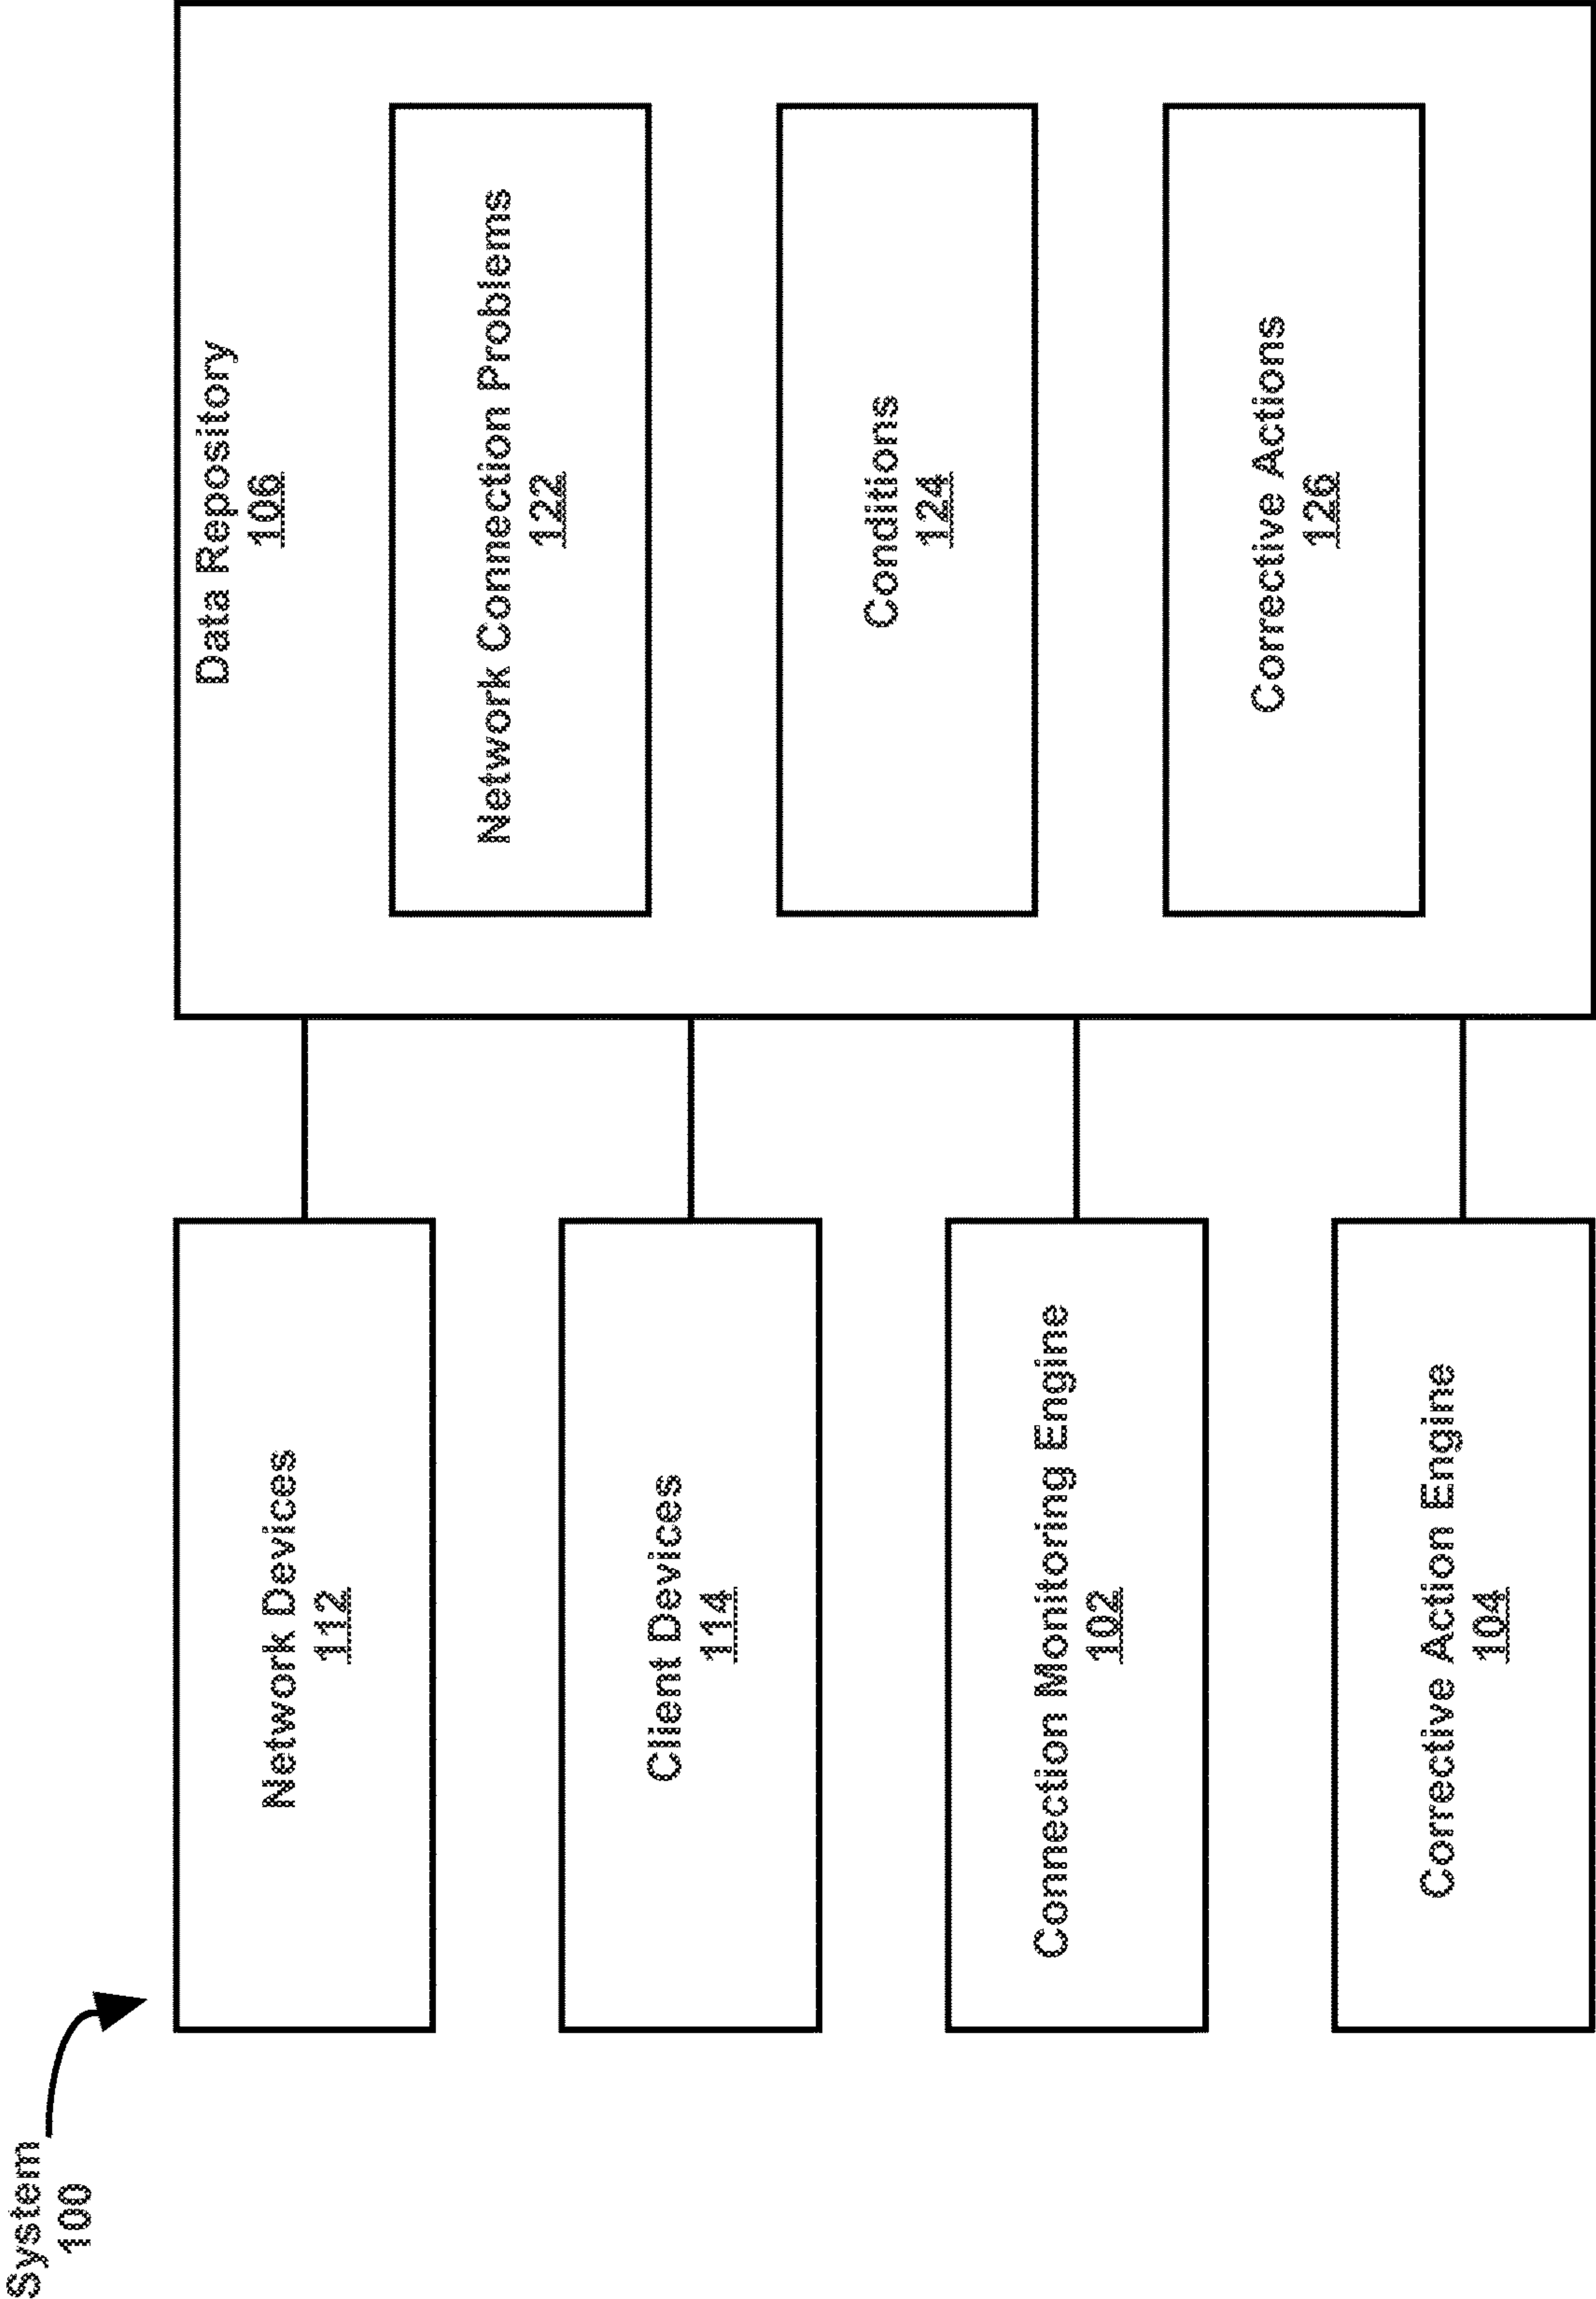 System
100
Network Devices
112
Client Devices
114
Connection Monitoring Engine
102
Corrective Action Engine
104
Data Repository
106
Network Connection Problems
122
Conditions
124
Corrective Actions
126